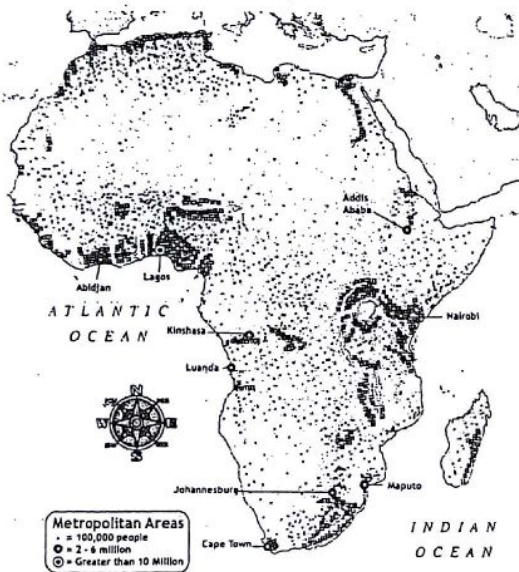 Addis
Ababa
Lagos
Abidjan
ATLANTIC
OCEAN
Nairobi
Kinshasa
Luanda
N
W E
S
Johannesburg
Maputo
Metropolitan Areas
• = 100,000 people
= 2 - 6 million
= Greater than 10 Million
Cape Town
INDIAN
OCEAN